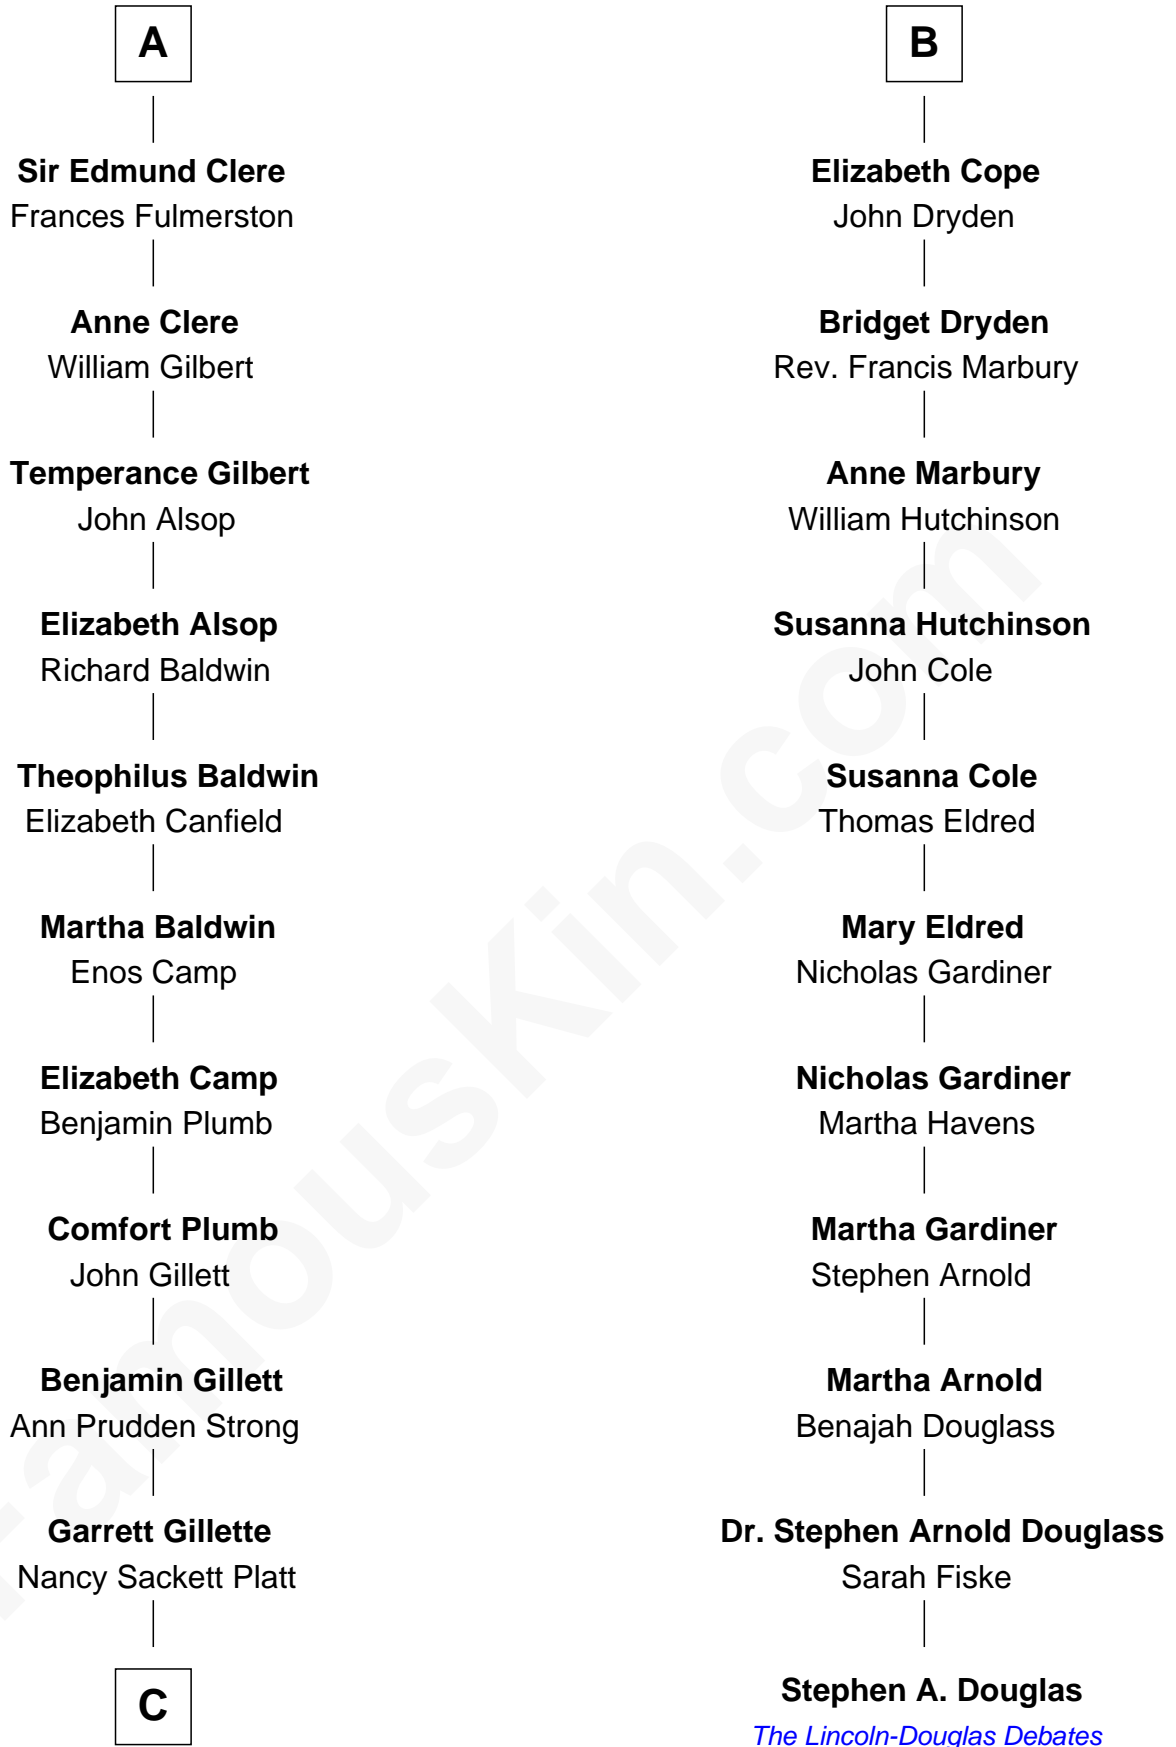 A
Sir Edmund Clere
Frances Fulmerston
Anne Clere
William Gilbert
Temperance Gilbert
John Alsop
Elizabeth Alsop
Richard Baldwin
Theophilus Baldwin
Elizabeth Canfield
Martha Baldwin
Enos Camp
Elizabeth Camp
Benjamin Plumb
Comfort Plumb
John Gillett
Benjamin Gillett
Ann Prudden Strong
Garrett Gillette
Nancy Sackett Platt
C
B
Elizabeth Cope
John Dryden
Bridget Dryden
Rev. Francis Marbury
Anne Marbury
William Hutchinson
Susanna Hutchinson
John Cole
Susanna Cole
Thomas Eldred
Mary Eldred
Nicholas Gardiner
Nicholas Gardiner
Martha Havens
Martha Gardiner
Stephen Arnold
Martha Arnold
Benajah Douglass
Dr. Stephen Arnold Douglass
Sarah Fiske
Stephen A. Douglas
The Lincoln-Douglas Debates
FamousKin.com